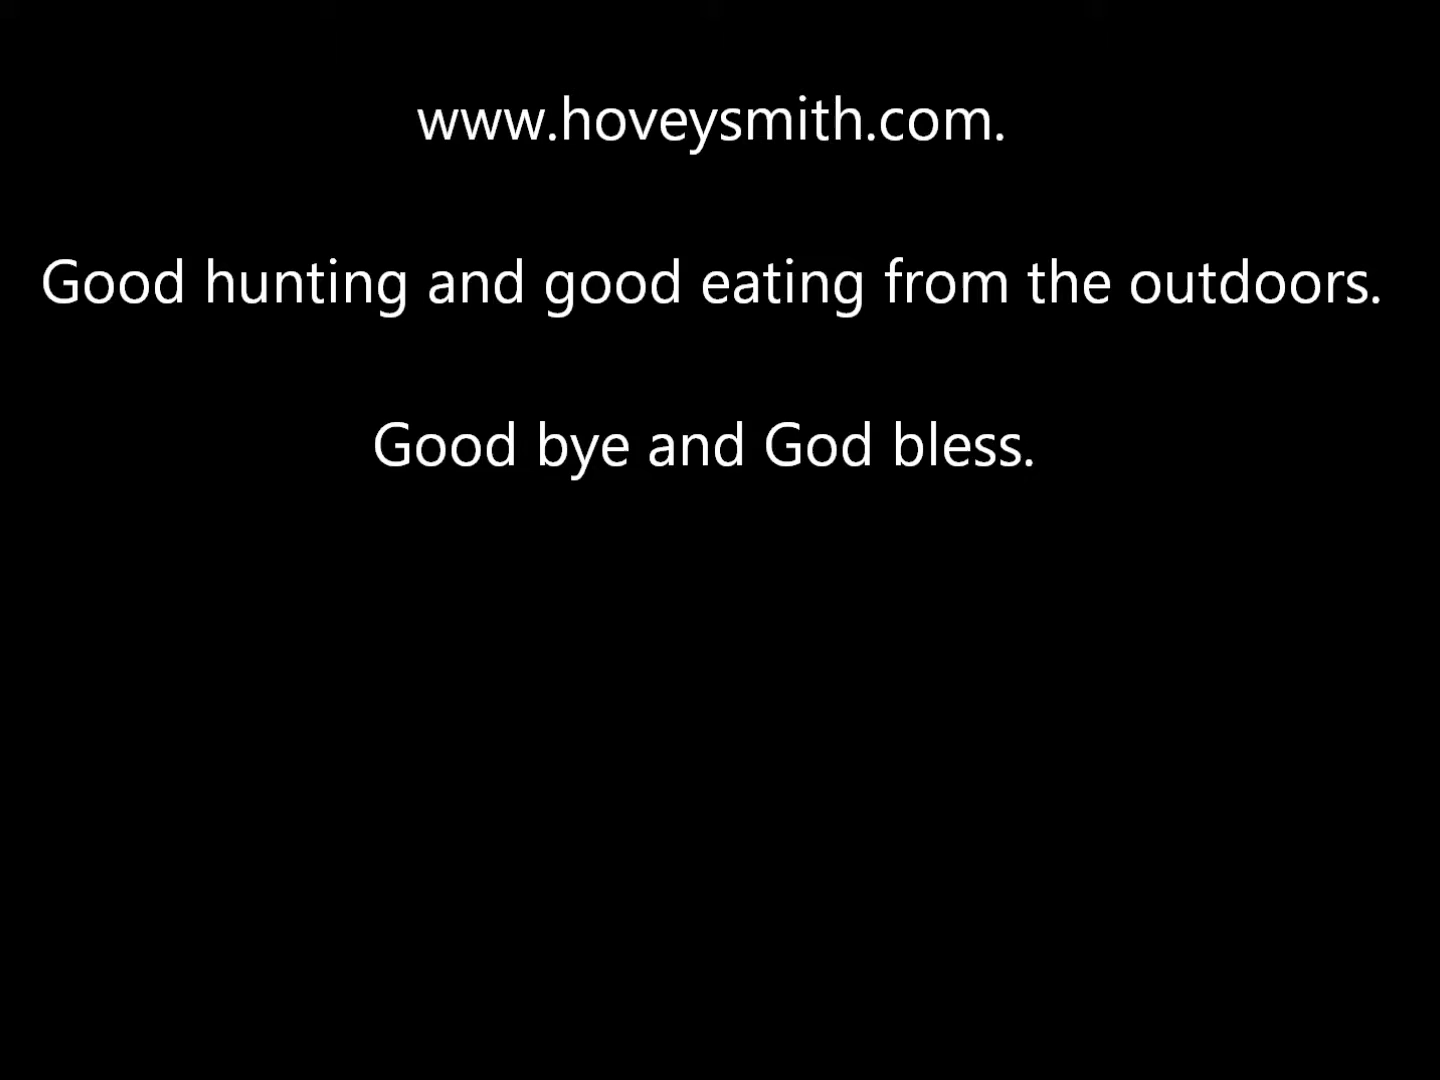 www.hoveysmith.com.
Good hunting and good eating from the outdoors.
Good bye and God bless.